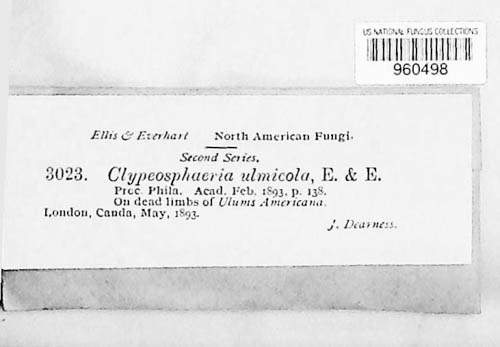 US NATIONAL FUNGUS COLLECTIONS
960498
Ellis & Everhart North American Fungi.
Second Series.
3023. Clypeosphaeria ulmicola, E. & E.
Proc. Phila. Acad. Feb. 1893, p. 138.
On dead limbs of Ulums Americana.
London, Canda, May, 1893.
J. Dearness.